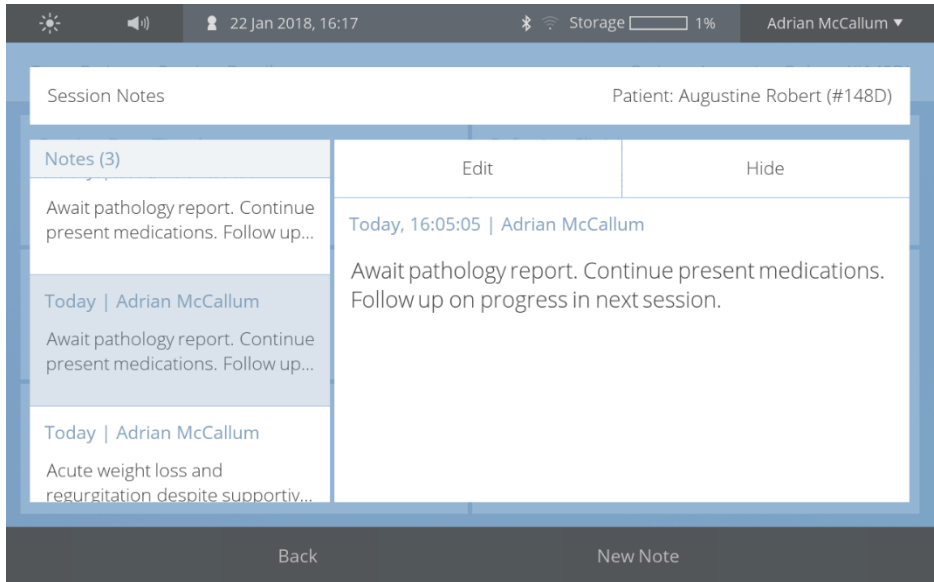 22 Jan 2018, 16:17
Storage
1%
Adrian McCallum
Session Notes
Patient: Augustine Robert (#148D)
Notes (3)
Await pathology report. Continue
present medications. Follow up...
Today | Adrian McCallum
Await pathology report. Continue
present medications. Follow up...
Today | Adrian McCallum
Acute weight loss and
regurgitation despite supportiv...
Edit
Hide
Today, 16:05:05 | Adrian McCallum
Await pathology report. Continue present medications.
Follow up on progress in next session.
Back
New Note